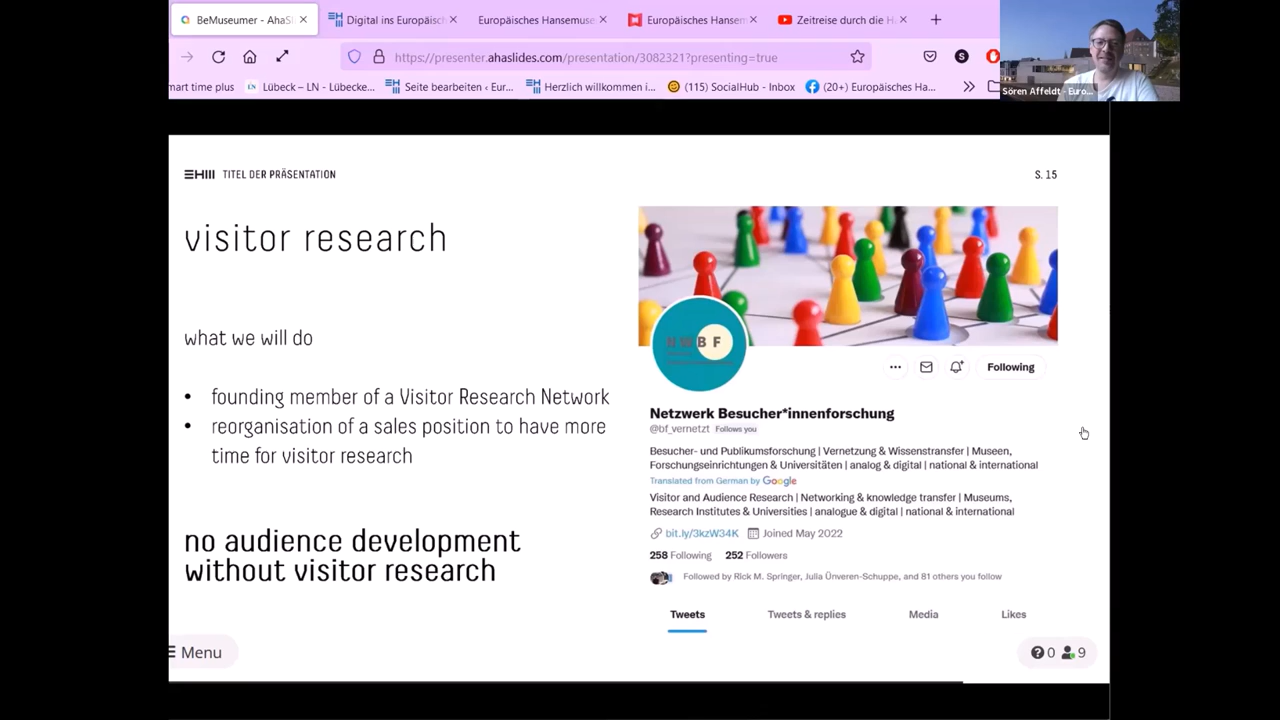 BeMuseumer - AhaSl
Digital ins Europäisch
Europäisches Hansemuse
Europäisches Hansem
Zeitreise durch die Ha
https://presenter.ahaslides.com/presentation/3082321?presenting=true
mart time plus
Lübeck – LN - Lübecke...
Seite bearbeiten ‹ Eur...
Herzlich willkommen i...
(115) SocialHub - Inbox
(20+) Europäisches Ha...
Sören Affeldt - Euro...
EHM TITEL DER PRÄSENTATION
S. 15
visitor research
what we will do
• founding member of a Visitor Research Network
• reorganisation of a sales position to have more
time for visitor research
no audience development
without visitor research
NWBF
Following
Netzwerk Besucher*innenforschung
@bf_vernetzt Follows you
Besucher- und Publikumsforschung | Vernetzung & Wissenstransfer | Museen,
Forschungseinrichtungen & Universitäten | analog & digital | national & international
Translated from German by Google
Visitor and Audience Research | Networking & knowledge transfer | Museums,
Research Institutes & Universities | analogue & digital | national & international
bit.ly/3kzW34K Joined May 2022
258 Following 252 Followers
Followed by Rick M. Springer, Julia Ünveren-Schuppe, and 81 others you follow
Tweets Tweets & replies Media Likes
Menu
0 9